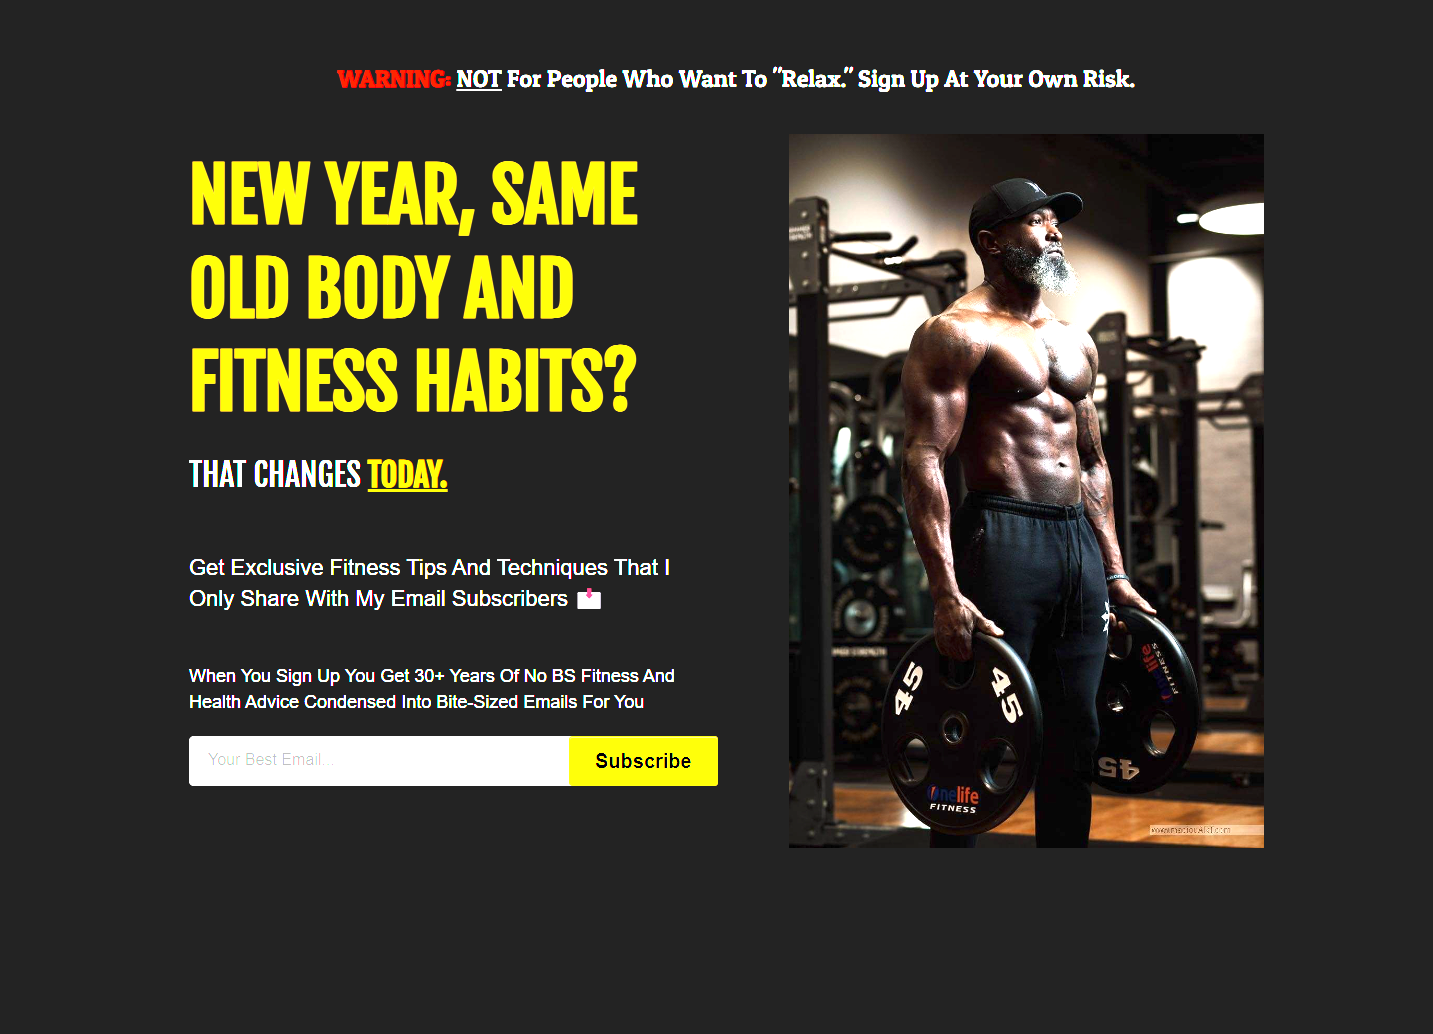 WARNING: NOT For People Who Want To "Relax." Sign Up At Your Own Risk.
NEW YEAR, SAME
OLD BODY AND
FITNESS HABITS?
THAT CHANGES TODAY.
Get Exclusive Fitness Tips And Techniques That I
Only Share With My Email Subscribers 📩
When You Sign Up You Get 30+ Years Of No BS Fitness And
Health Advice Condensed Into Bite-Sized Emails For You
Your Best Email...
Subscribe
45
45
Onelife
FITNESS
life
FITNESS
45